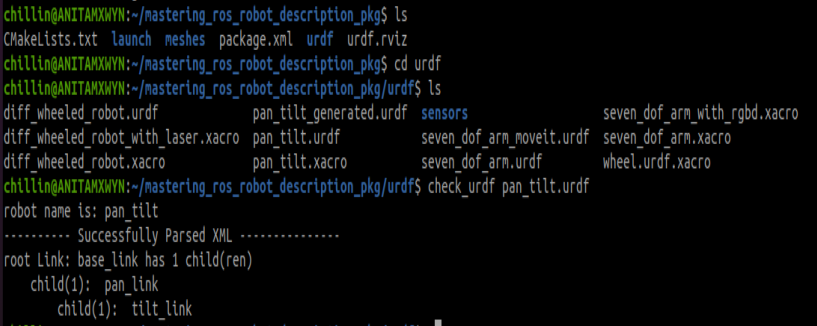 chillin@ANITAMXWYN:~/mastering_ros_robot_description_pkg$ ls
CMakeLists.txt launch meshes package.xml urdf urdf.rviz
chillin@ANITAMXWYN:~/mastering_ros_robot_description_pkg$ cd urdf
chillin@ANITAMXWYN:~/mastering_ros_robot_description_pkg/urdf$ ls
diff_wheeled_robot.urdf pan_tilt_generated.urdf sensors seven_dof_arm_with_rgbd.xacro
diff_wheeled_robot_with_laser.xacro pan_tilt.urdf seven_dof_arm_moveit.urdf seven_dof_arm.xacro
diff_wheeled_robot.xacro pan_tilt.xacro seven_dof_arm.urdf wheel.urdf.xacro
chillin@ANITAMXWYN:~/mastering_ros_robot_description_pkg/urdf$ check_urdf pan_tilt.urdf
robot name is: pan_tilt
---------- Successfully Parsed XML ---------------
root Link: base_link has 1 child(ren)
    child(1):  pan_link
        child(1):  tilt_link